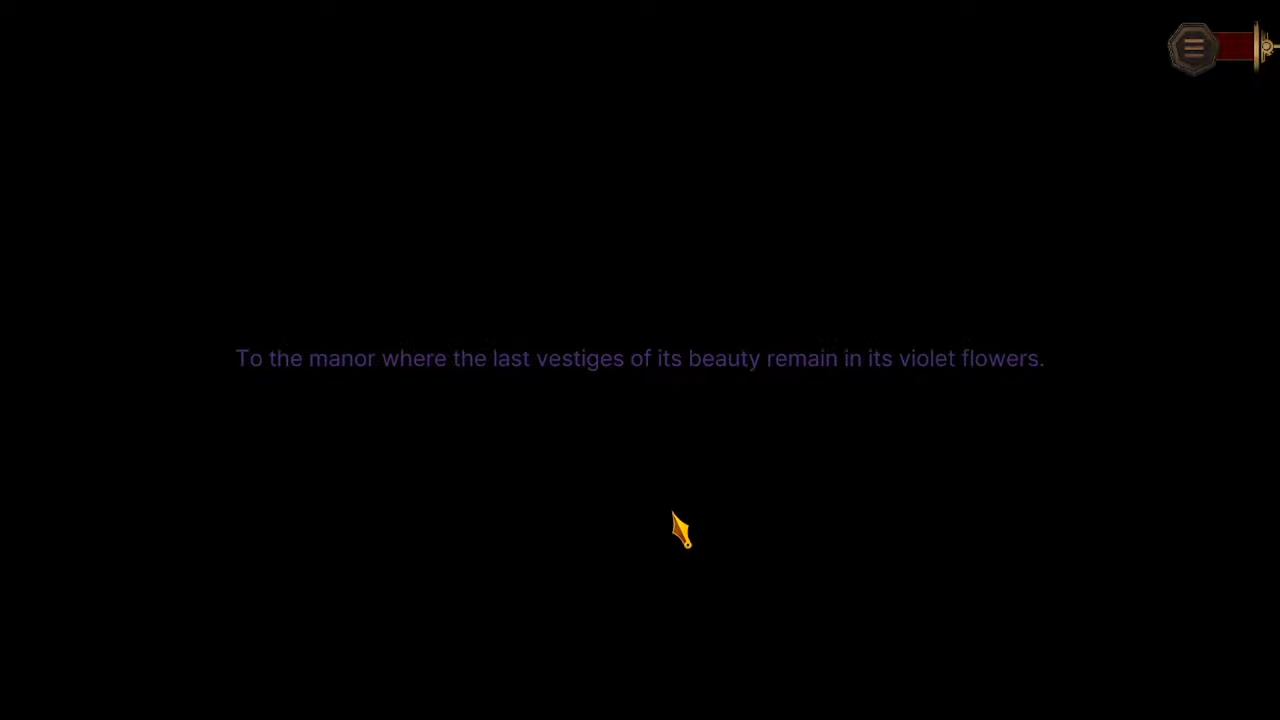 To the manor where the last vestiges of its beauty remain in its violet flowers.